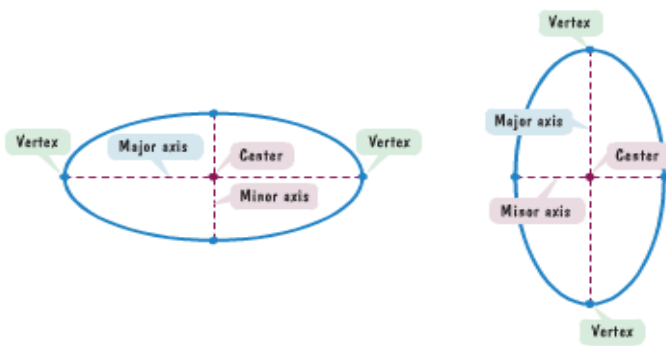 Vertex
Major axis
Center
Vertex
Minor axis
Vertex
Major axis
Center
Minor axis
Vertex